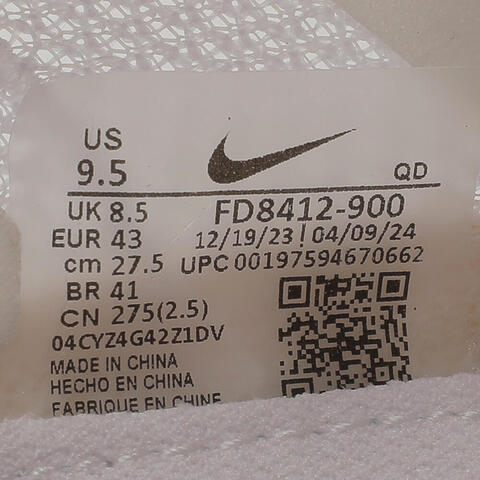 US
9.5
QD
UK 8.5
FD8412-900
EUR 43
12/19/23 | 04/09/24
cm 27.5
UPC 00197594670662
BR 41
CN 275(2.5)
04CYZ4G42Z1DV
MADE IN CHINA
HECHO EN CHINA
FABRIQUE EN CHINE